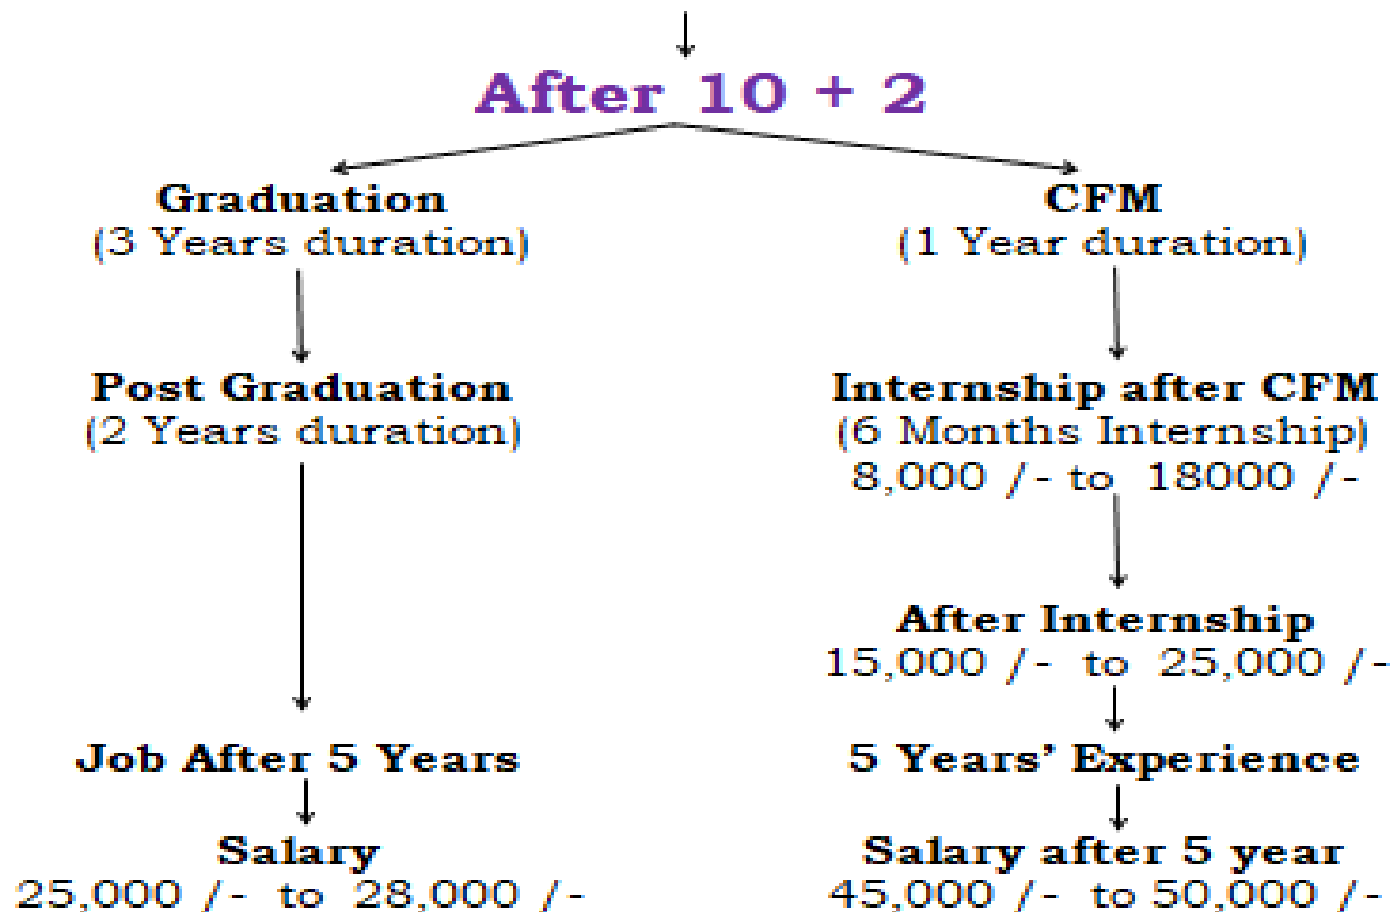 After 10 + 2
Graduation
(3 Years duration)
Post Graduation
(2 Years duration)
Job After 5 Years
Salary
25,000 /- to 28,000 /-
CFM
(1 Year duration)
Internship after CFM
(6 Months Internship)
8,000 /- to 18000 /-
After Internship
15,000 /- to 25,000 /-
5 Years’ Experience
Salary after 5 year
45,000 /- to 50,000 /-